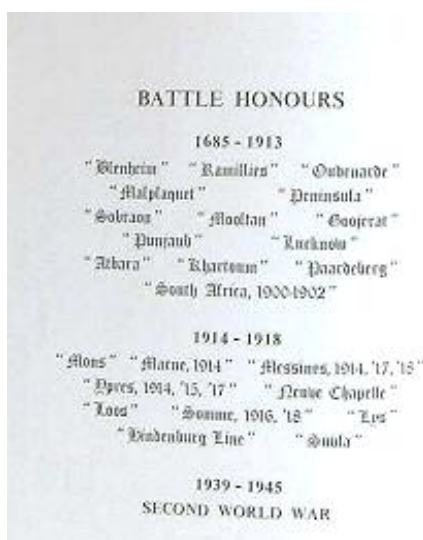 BATTLE HONOURS
1685 - 1913
"Blenheim" "Ramillies" "Oudenarde"
"Malplaquet" "Peninsula"
"Sobraon" "Mooltan" "Goojerat"
"Punjaub" "Lucknow"
"Atbara" "Khartoum" "Paardeberg"
"South Africa, 1900-1902"
1914 - 1918
"Mons" "Marne, 1914" "Messines, 1914, '17, '18"
"Ypres, 1914, '15, '17" "Neuve Chapelle"
"Loos" "Somme, 1916, '18" "Lys"
"Hindenburg Line" "Suvla"
1939 - 1945
SECOND WORLD WAR